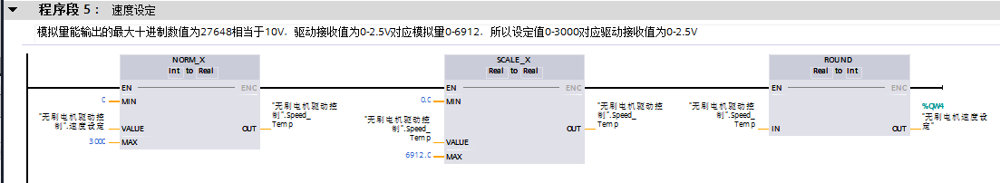 程序段 5： 速度设定
模拟量能输出的最大十进制数值为27648相当于10V，驱动接收值为0-2.5V对应模拟量0-6912，所以设定值0-3000对应驱动接收值为0-2.5V
NORM_X
Int to Real
EN
ENO
0
MIN
"无刷电机驱动控
制".速度设定
VALUE
3000
MAX
"无刷电机驱动控
制".Speed_
Temp
OUT
SCALE_X
Real to Real
EN
ENO
0.0
MIN
"无刷电机驱动控
制".Speed_
Temp
VALUE
6912.0
MAX
"无刷电机驱动控
制".Speed_
Temp
OUT
ROUND
Real to Int
EN
ENO
"无刷电机驱动控
制".Speed_
Temp
IN
%QW4
"无刷电机速度设
定"
OUT